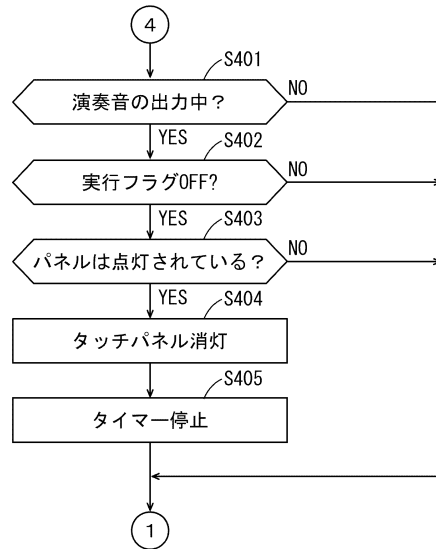 4
S401
演奏音の出力中？
NO
YES
S402
実行フラグOFF?
NO
YES
S403
パネルは点灯されている？
NO
YES
S404
タッチパネル消灯
S405
タイマー停止
1